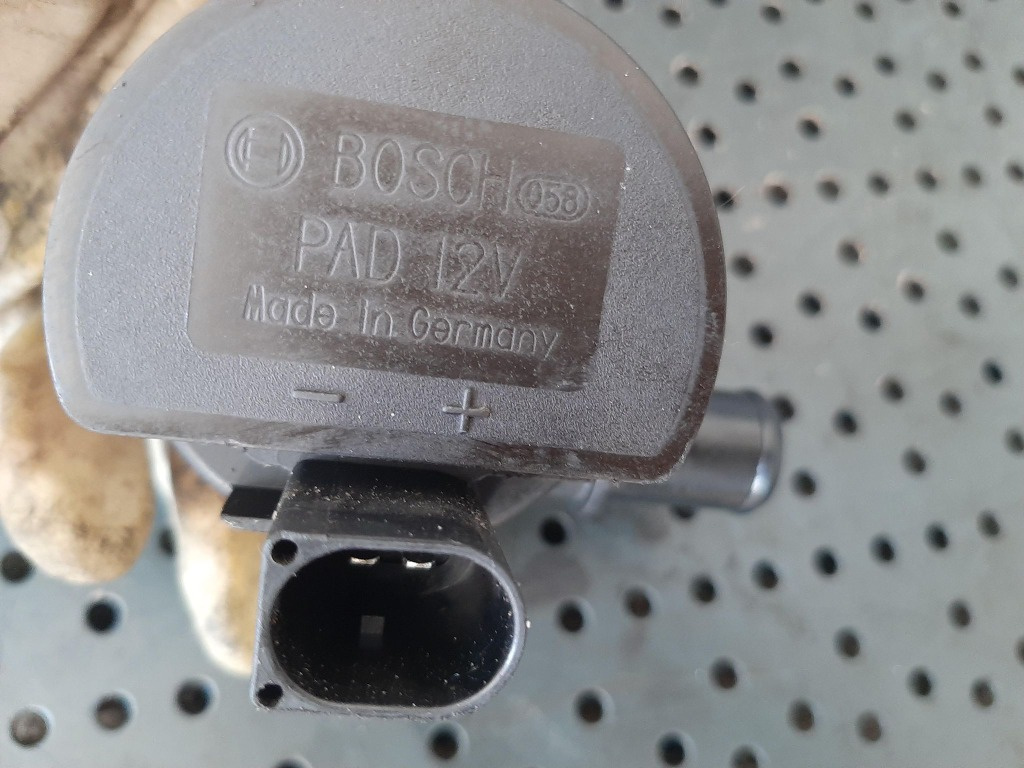 BOSCH 058
PAD 12V
Made in Germany
- +